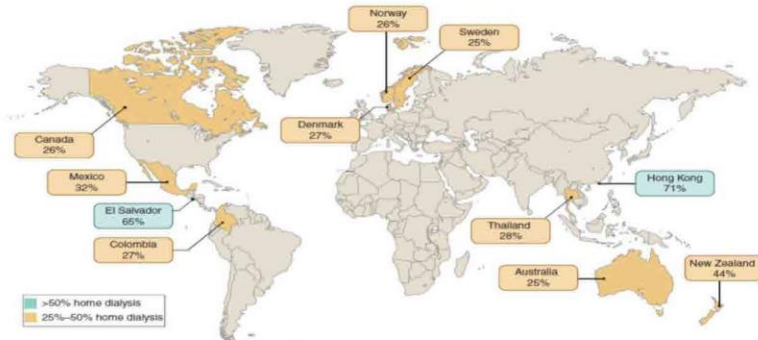 Norway
26%
Sweden
25%
Denmark
27%
Canada
26%
Mexico
32%
El Salvador
65%
Colombia
27%
Hong Kong
71%
Thailand
28%
Australia
25%
New Zealand
44%
>50% home dialysis
25%–50% home dialysis